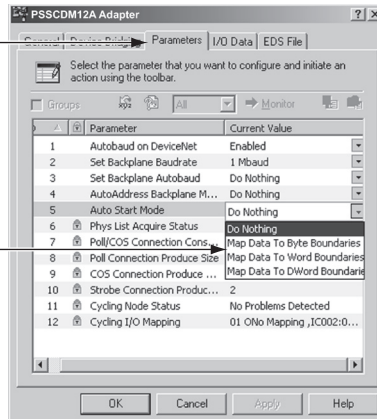 PSSCDM12A Adapter
General Device Bridge Parameters I/O Data EDS File
Select the parameter that you want to configure and initiate an
action using the toolbar.
Groups All Monitor
Parameter Current Value
1 Autobaud on DeviceNet Enabled
2 Set Backplane Baudrate 1 Mbaud
3 Set Backplane Autobaud Do Nothing
4 AutoAddress Backplane M... Do Nothing
5 Auto Start Mode Do Nothing
6 Phys List Acquire Status Do Nothing
7 Poll/COS Connection Cons... Map Data To Byte Boundaries
8 Poll Connection Produce Size Map Data To Word Boundaries
9 COS Connection Produce ... Map Data To DWord Boundarie
10 Strobe Connection Produc... 2
11 Cycling Node Status No Problems Detected
12 Cycling I/O Mapping 01 ONo Mapping ,IC002:0...
OK Cancel Apply Help